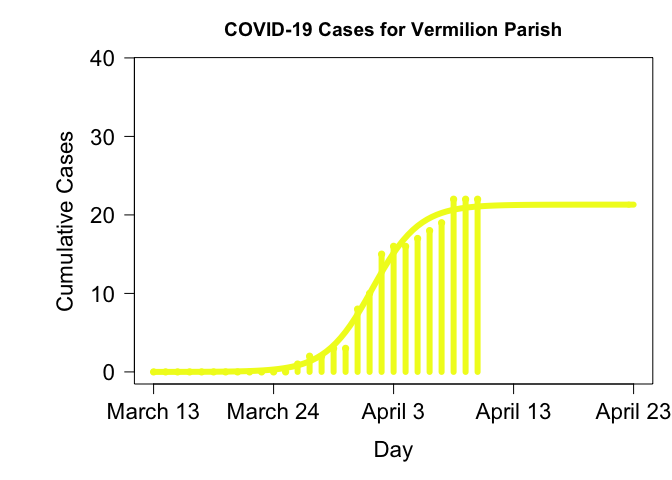 COVID-19 Cases for Vermilion Parish
40
30
20
10
0
Cumulative Cases
March 13 March 24 April 3 April 13 April 23
Day